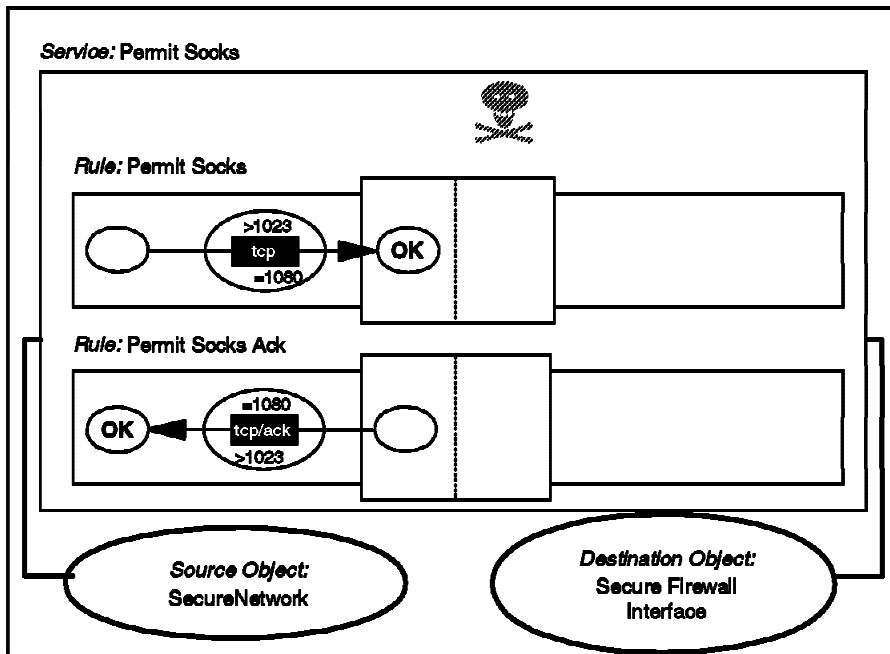 Service: Permit Socks
Rule: Permit Socks
>1023
tcp
=1080
OK
Rule: Permit Socks Ack
=1080
OK
tcp/ack
>1023
Source Object:
SecureNetwork
Destination Object:
Secure Firewall
Interface